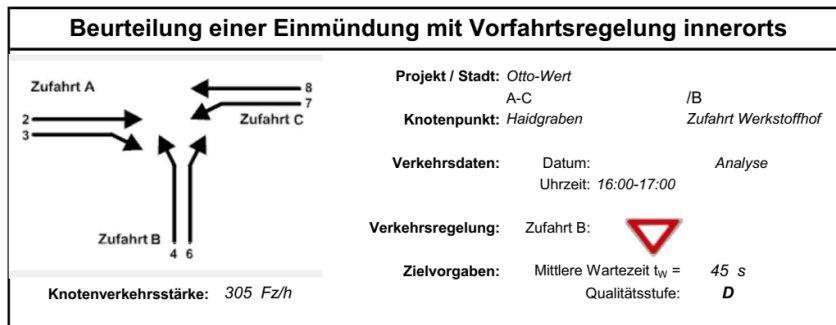 Beurteilung einer Einmündung mit Vorfahrtsregelung innerorts
Zufahrt A
8
7
Zufahrt C
2
3
Zufahrt B
4 6
Knotenverkehrsstärke: 305 Fz/h
Projekt / Stadt: Otto-Wert
A-C /B
Knotenpunkt: Haidgraben Zufahrt Werkstoffhof
Verkehrsdaten: Datum: Analyse
Uhrzeit: 16:00-17:00
Verkehrsregelung: Zufahrt B:
Zielvorgaben: Mittlere Wartezeit tW = 45 s
Qualitätsstufe: D